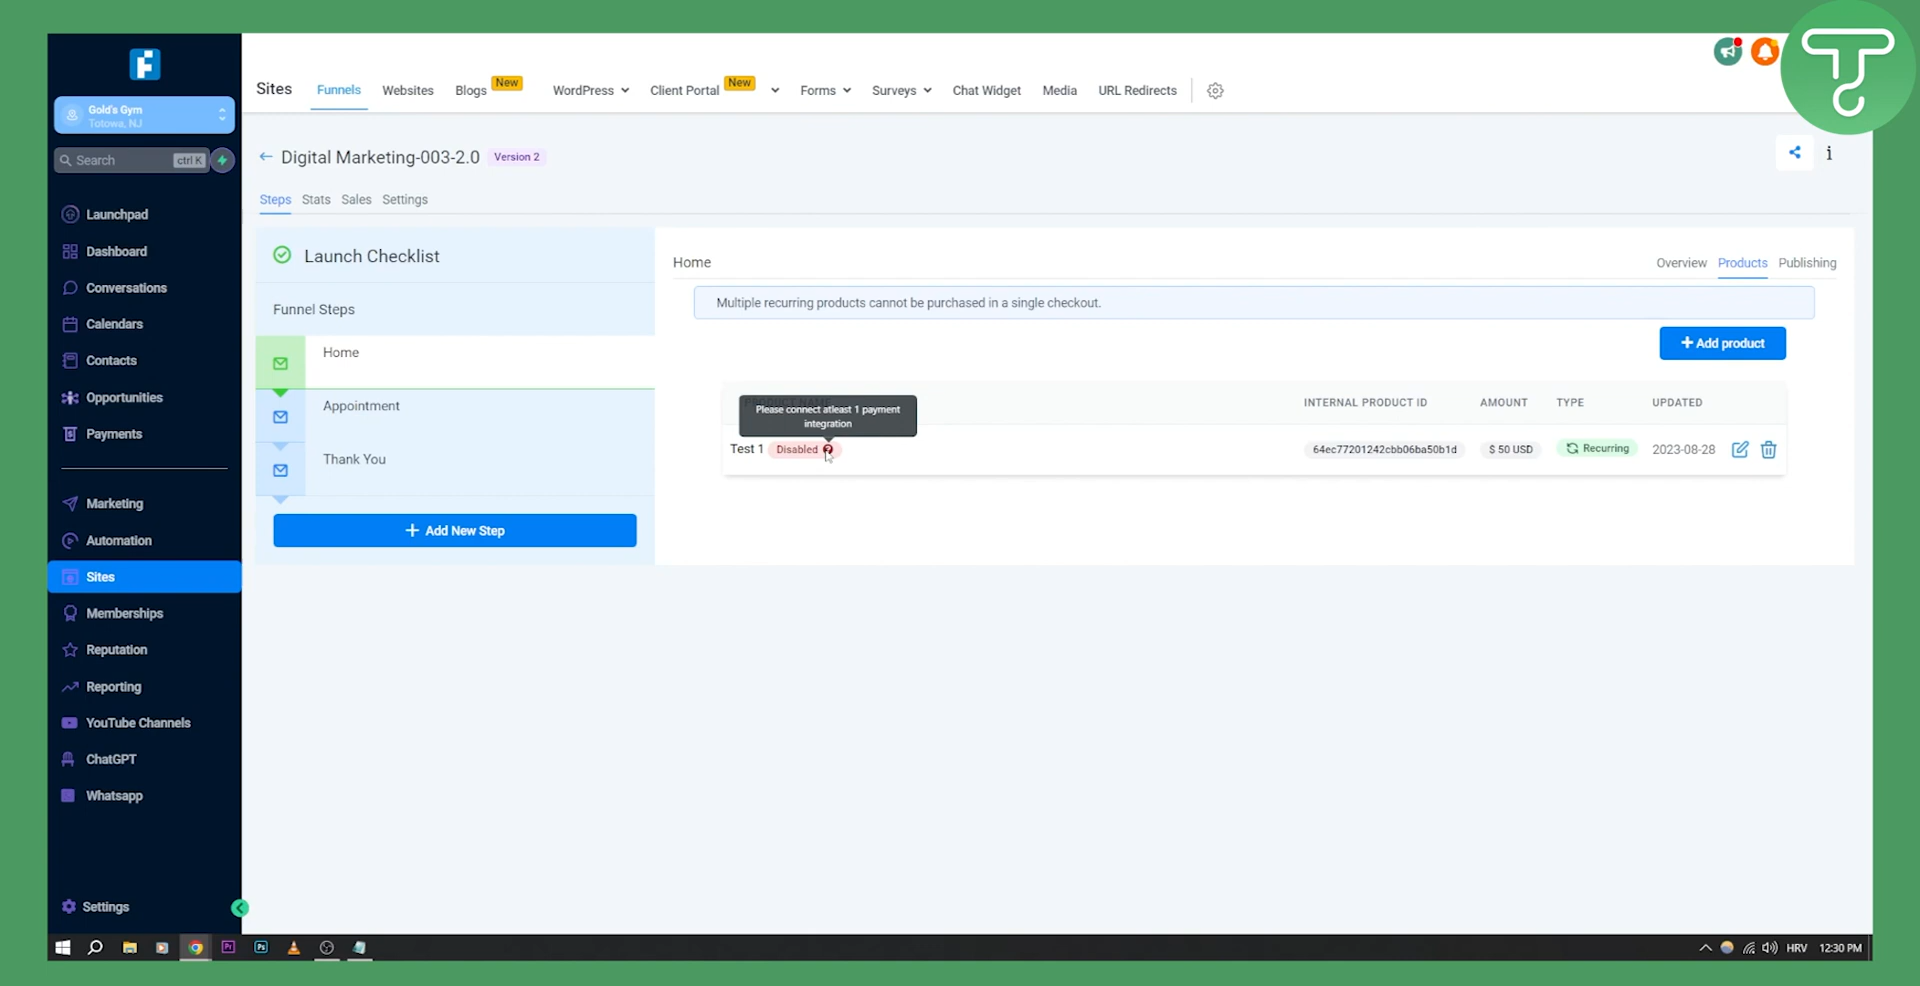 Gold's Gym
Totowa, NJ
Search
ctrl K
Launchpad
Dashboard
Conversations
Calendars
Contacts
Opportunities
Payments
Marketing
Automation
Sites
Memberships
Reputation
Reporting
YouTube Channels
ChatGPT
Whatsapp
Settings
Sites
Funnels
Websites
Blogs
New
WordPress
Client Portal
New
Forms
Surveys
Chat Widget
Media
URL Redirects
Digital Marketing-003-2.0
Version 2
Steps
Stats
Sales
Settings
Launch Checklist
Funnel Steps
Home
Appointment
Thank You
+ Add New Step
Home
Overview
Products
Publishing
Multiple recurring products cannot be purchased in a single checkout.
+ Add product
PRODUCT NAME
INTERNAL PRODUCT ID
AMOUNT
TYPE
UPDATED
Please connect atleast 1 payment
integration
Test 1
Disabled
64ec77201242cbb06ba50b1d
$ 50 USD
Recurring
2023-08-28
Pr
Ps
HRV
12:30 PM